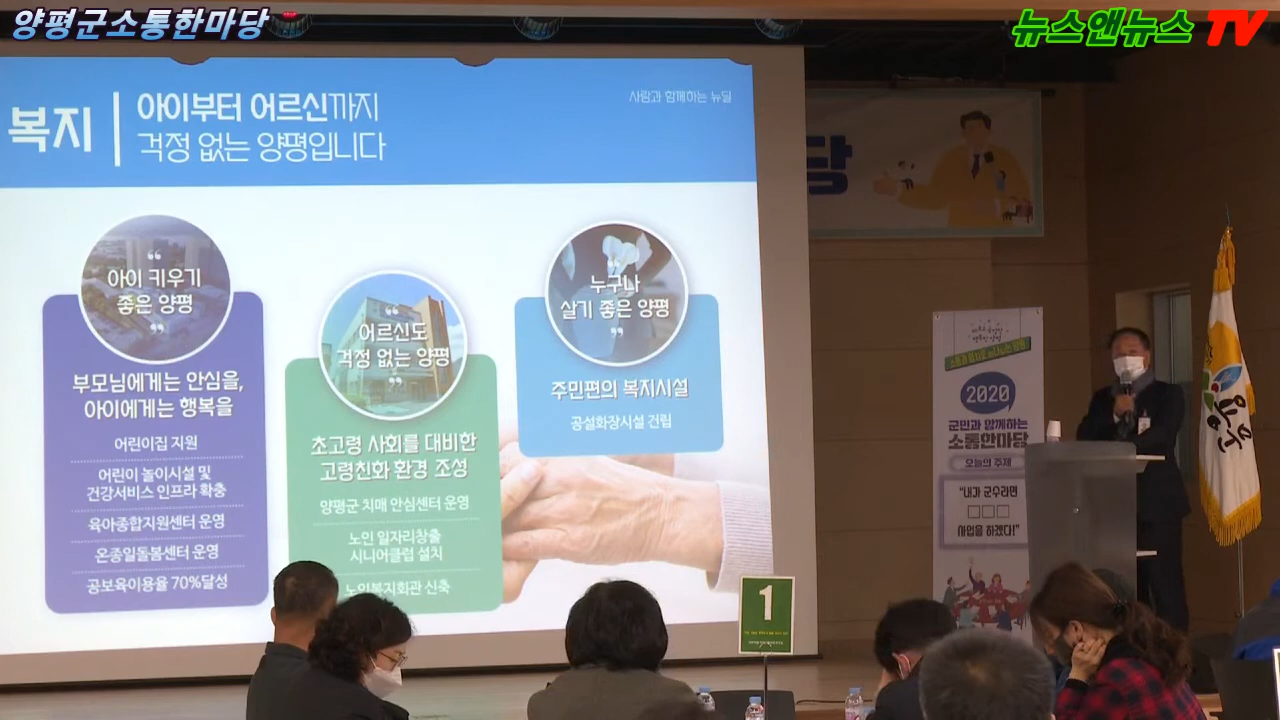 양평군소통한마당
뉴스앤뉴스 TV
복지
아이부터 어르신까지
걱정 없는 양평입니다
사람과 함께하는 뉴딜
당
아이 키우기
좋은 양평
부모님에게는 안심을,
아이에게는 행복을
어린이집 지원
어린이 놀이시설 및
건강서비스 인프라 확충
육아종합지원센터 운영
온종일돌봄센터 운영
공보육이용율 70%달성
어르신도
걱정 없는 양평
초고령 사회를 대비한
고령친화 환경 조성
양평군 치매 안심센터 운영
노인 일자리창출
시니어클럽 설치
노인복지회관 신축
누구나
살기 좋은 양평
주민편의 복지시설
공설화장시설 건립
2020
군민과 함께하는
소통한마당
오늘의 주제
"내가 군수라면
□□□
사업을 하겠다!"
1